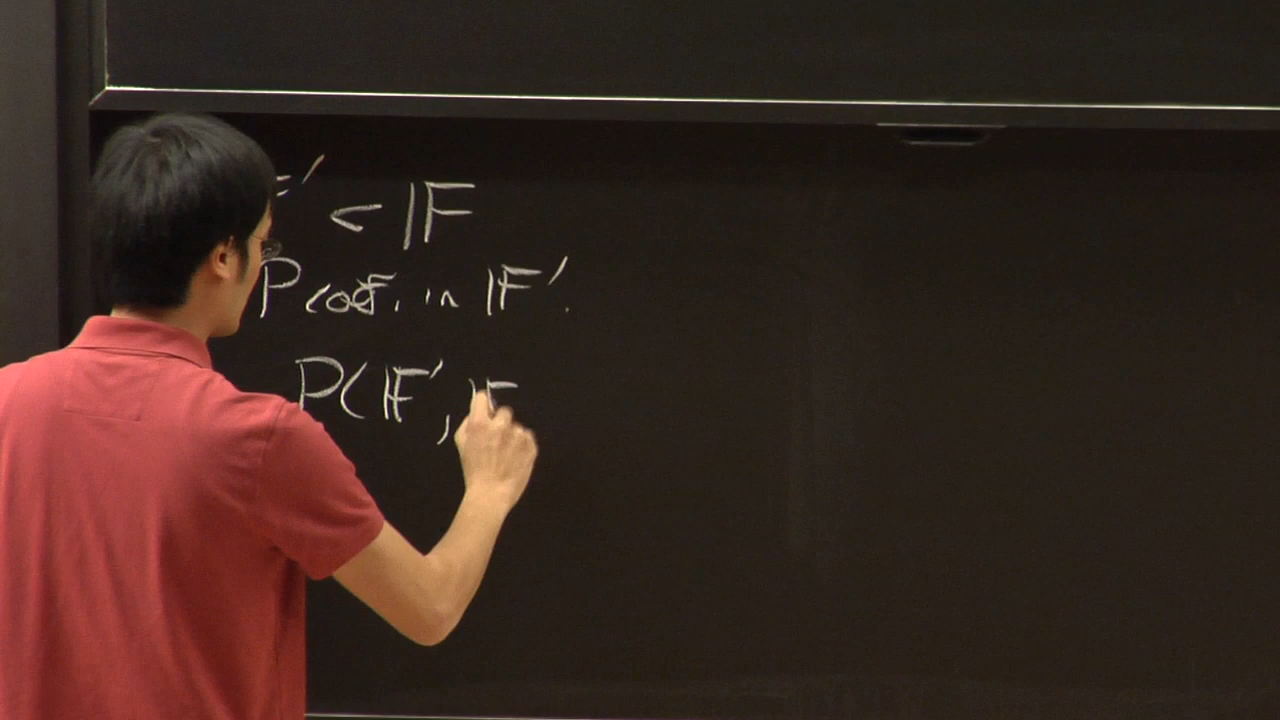 𝔽' < 𝔽
P coef. in 𝔽'.
P(𝔽', 𝔽